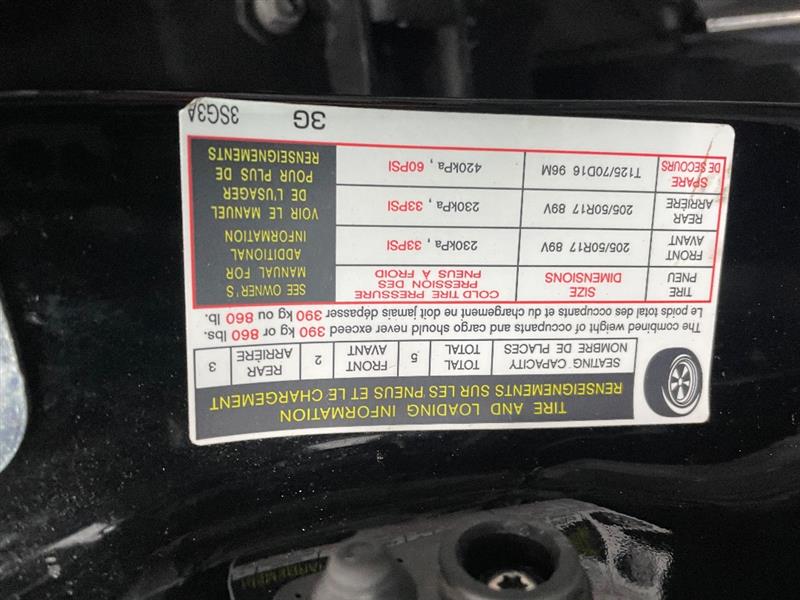 TIRE AND LOADING INFORMATION
RENSEIGNEMENTS SUR LES PNEUS ET LE CHARGEMENT
SEATING CAPACITY
NOMBRE DE PLACES
TOTAL
TOTAL
5
FRONT
AVANT
2
REAR
ARRIÈRE
3
The combined weight of occupants and cargo should never exceed 390 kg or 860 lbs.
Le poids total des occupants et du chargement ne doit jamais dépasser 390 kg ou 860 lb.
TIRE
PNEU
SIZE
DIMENSIONS
COLD TIRE PRESSURE
PRESSION DES
PNEUS À FROID
FRONT
AVANT
205/50R17 89V
230kPa, 33PSI
REAR
ARRIÈRE
205/50R17 89V
230kPa, 33PSI
SPARE
DE SECOURS
T125/70D16 96M
420kPa, 60PSI
SEE OWNER'S
MANUAL FOR
ADDITIONAL
INFORMATION
VOIR LE MANUEL
DE L'USAGER
POUR PLUS DE
RENSEIGNEMENTS
3G
3SG3A